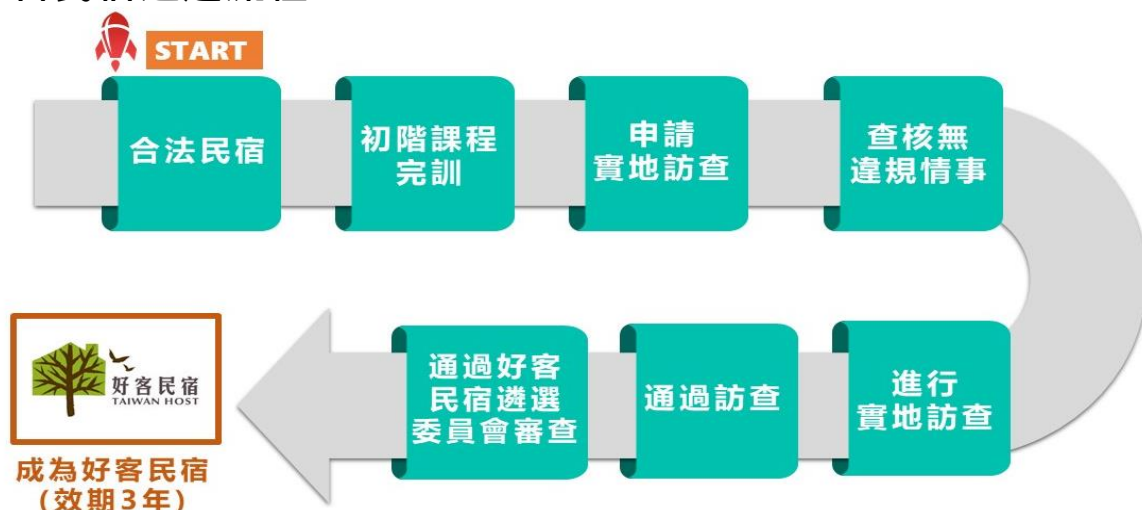 START
合法民宿
初階課程
完訓
申請
實地訪查
查核無
違規情事
進行
實地訪查
通過訪查
通過好客
民宿遴選
委員會審查
好客民宿
TAIWAN HOST
成為好客民宿
(效期3年)